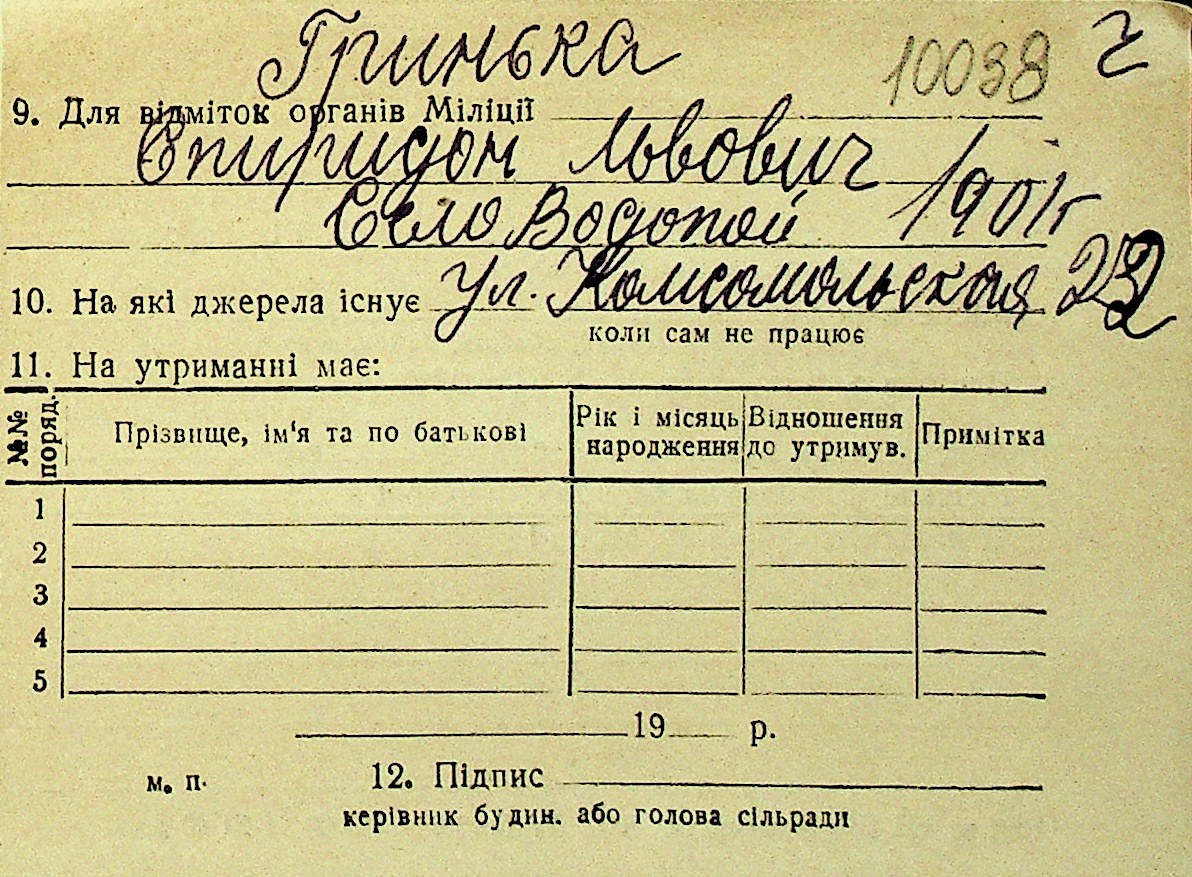 Гринька 10038 г
9. Для відміток органів Міліції
Спиридон Львович 1901г
Село Водопой
10. На які джерела існує ул. Комсомольская 22
коли сам не працює
11. На утриманні має:
№№ поряд. Прізвище, ім'я та по батькові Рік і місяць народження Відношення до утримув. Примітка
1
2
3
4
5
19 р.
м. п. 12. Підпис
керівник будин. або голова сільради